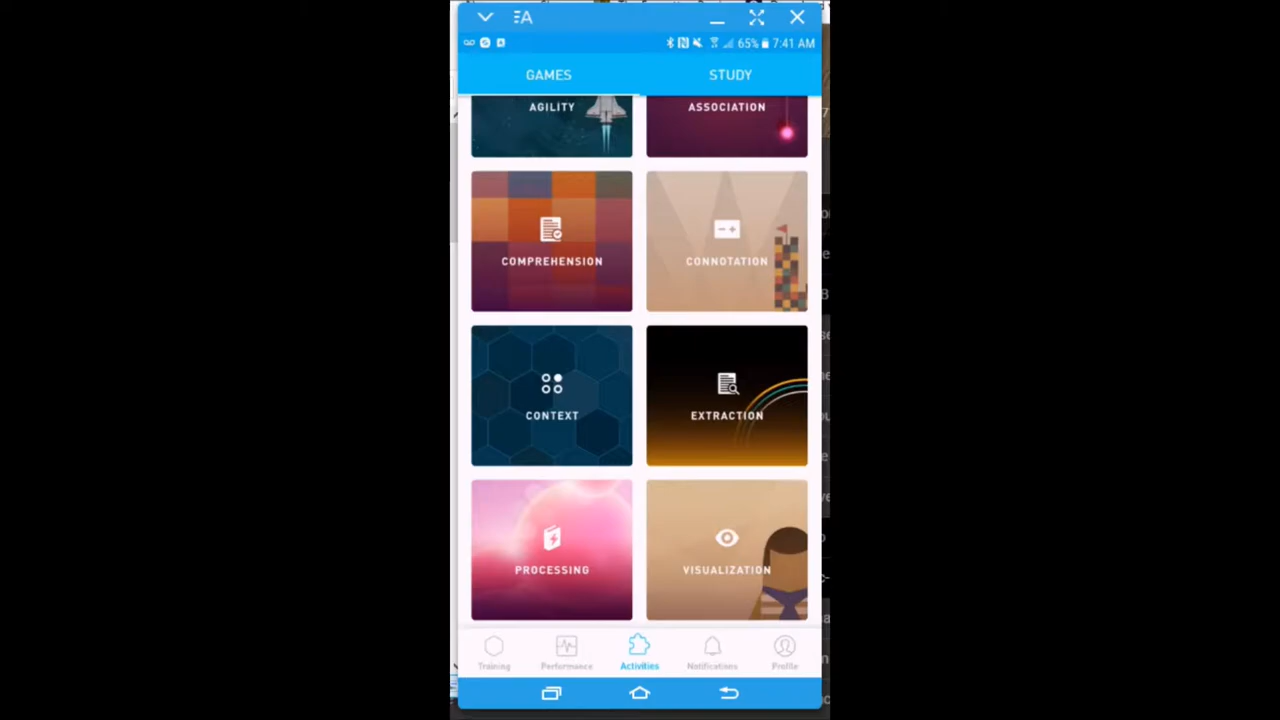 65% 7:41 AM
GAMES STUDY
AGILITY ASSOCIATION
COMPREHENSION CONNOTATION
CONTEXT EXTRACTION
PROCESSING VISUALIZATION
Training Performance Activities Notifications Profile